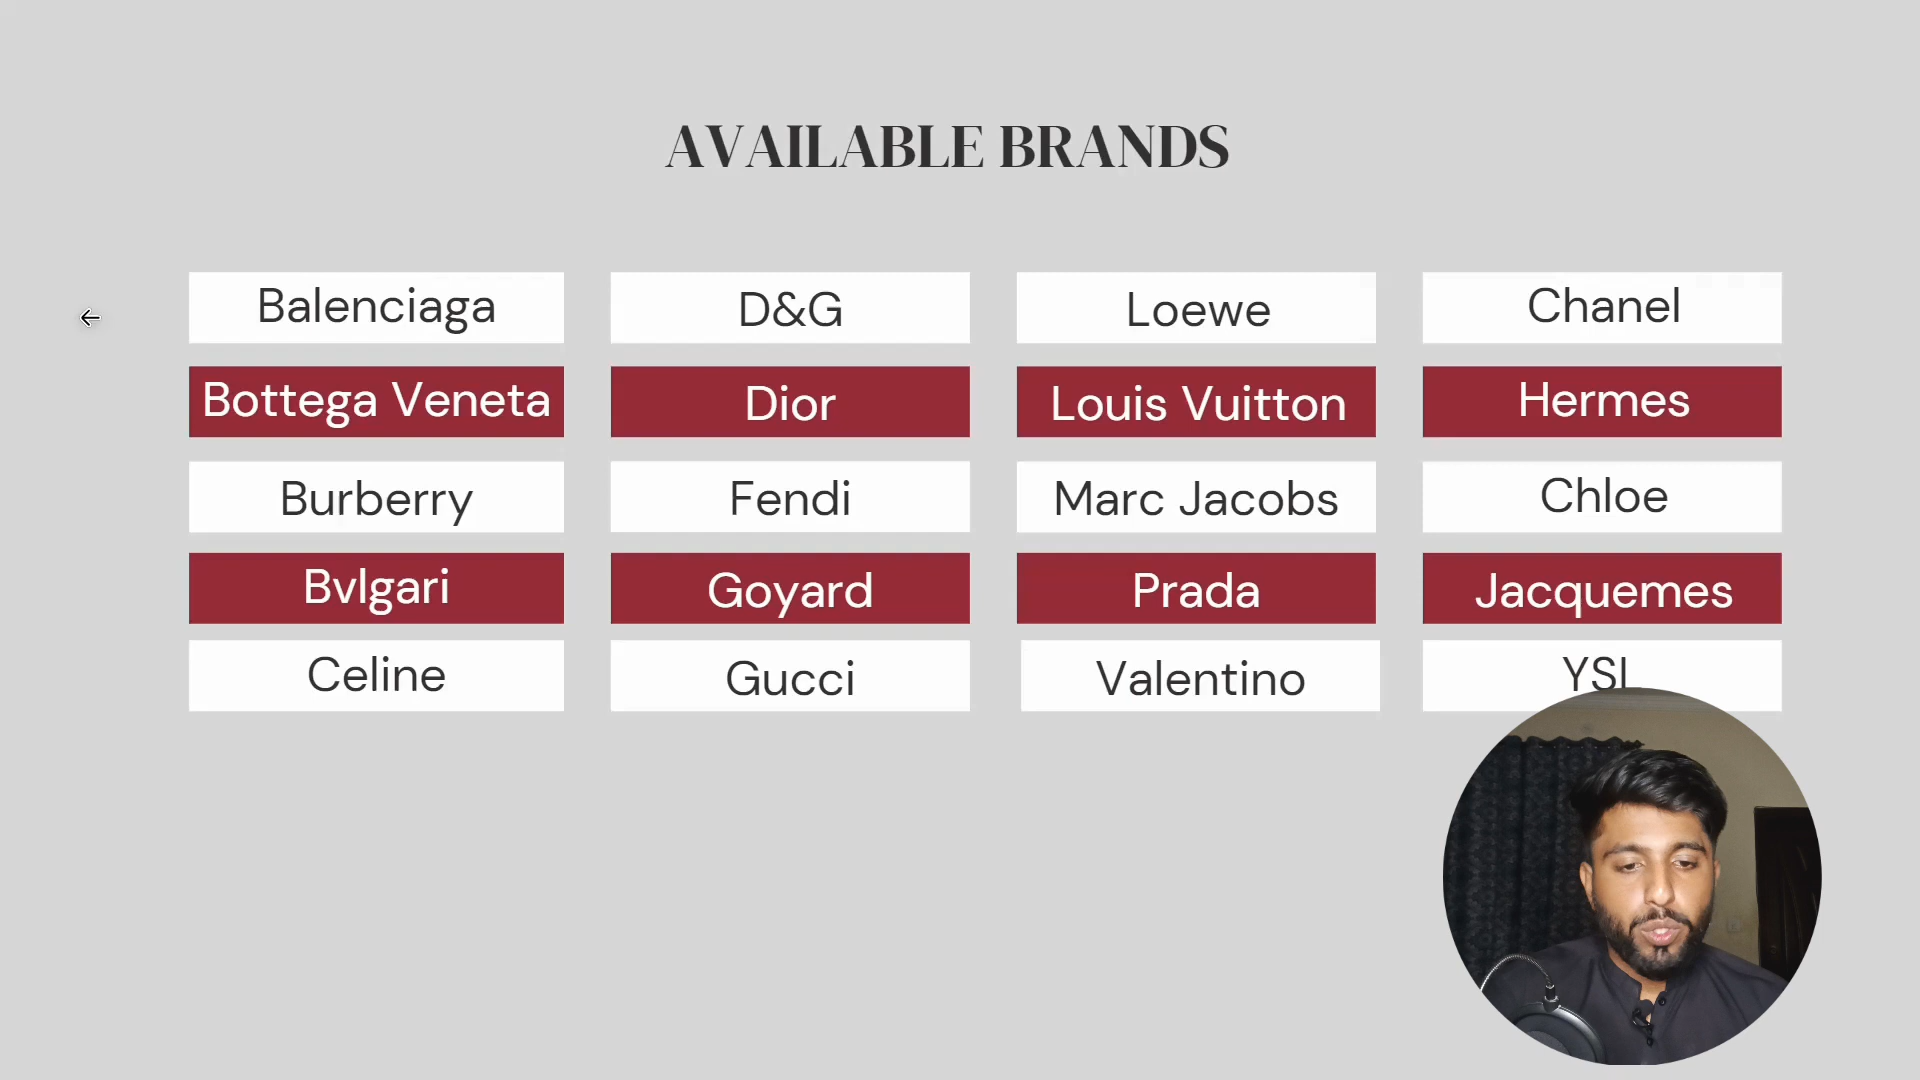 AVAILABLE BRANDS
Balenciaga
D&G
Loewe
Chanel
Bottega Veneta
Dior
Louis Vuitton
Hermes
Burberry
Fendi
Marc Jacobs
Chloe
Bvlgari
Goyard
Prada
Jacquemes
Celine
Gucci
Valentino
YSL